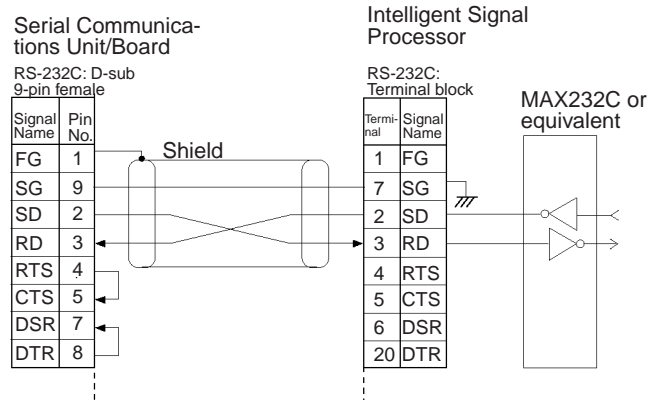 Serial Communica-
tions Unit/Board
RS-232C: D-sub
9-pin female
Signal Name Pin No.
FG 1
SG 9
SD 2
RD 3
RTS 4
CTS 5
DSR 7
DTR 8
Shield
Intelligent Signal
Processor
RS-232C:
Terminal block
Termi-nal Signal Name
1 FG
7 SG
2 SD
3 RD
4 RTS
5 CTS
6 DSR
20 DTR
MAX232C or
equivalent